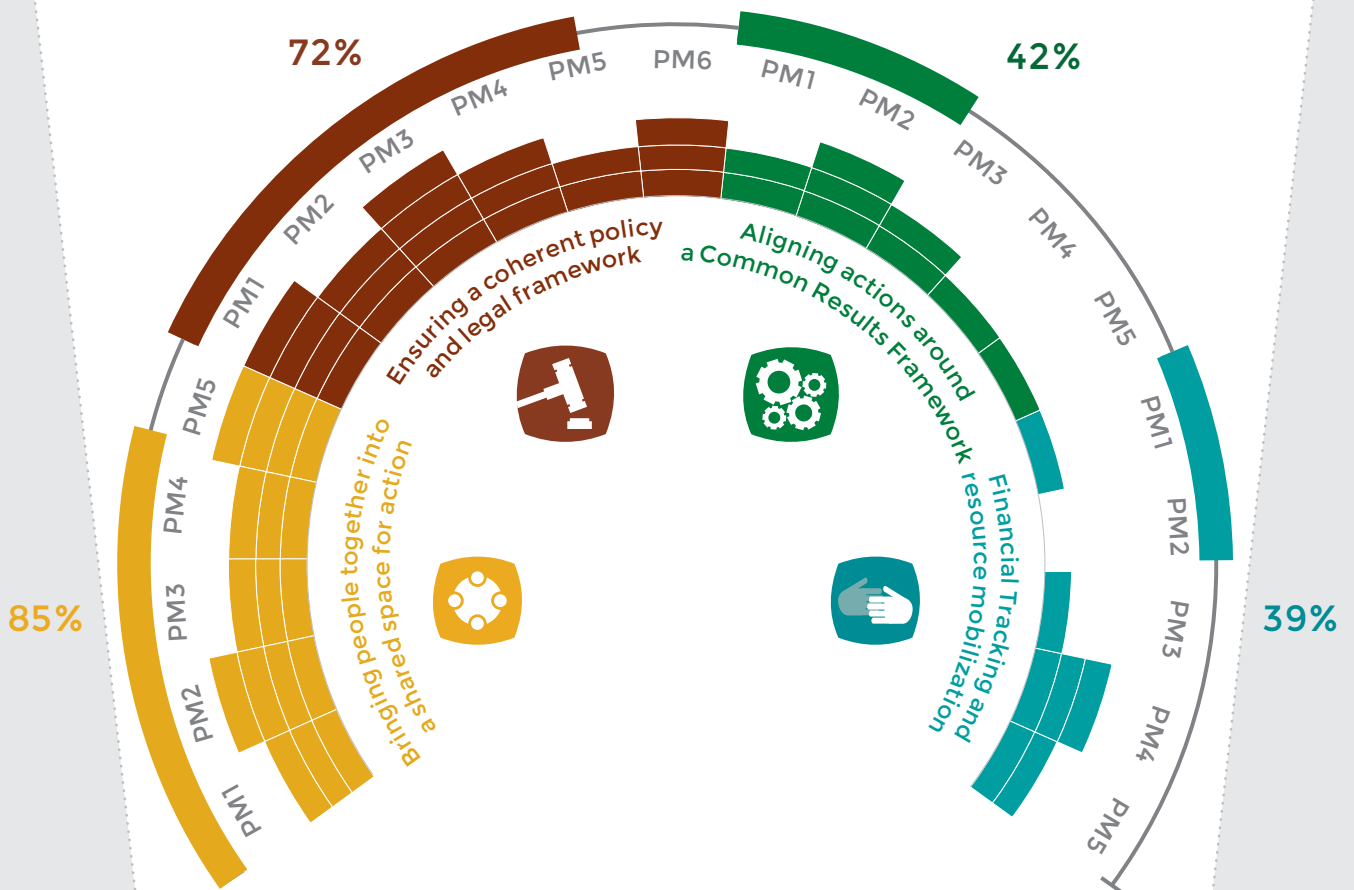 72%
42%
85%
39%
PM1
PM2
PM3
PM4
PM5
PM1
PM2
PM3
PM4
PM5
PM6
PM1
PM2
PM3
PM4
PM5
PM1
PM2
PM3
PM4
PM5
Bringing people together into
a shared space for action
Ensuring a coherent policy
and legal framework
Aligning actions around
a Common Results Framework
Financial Tracking and
resource mobilization